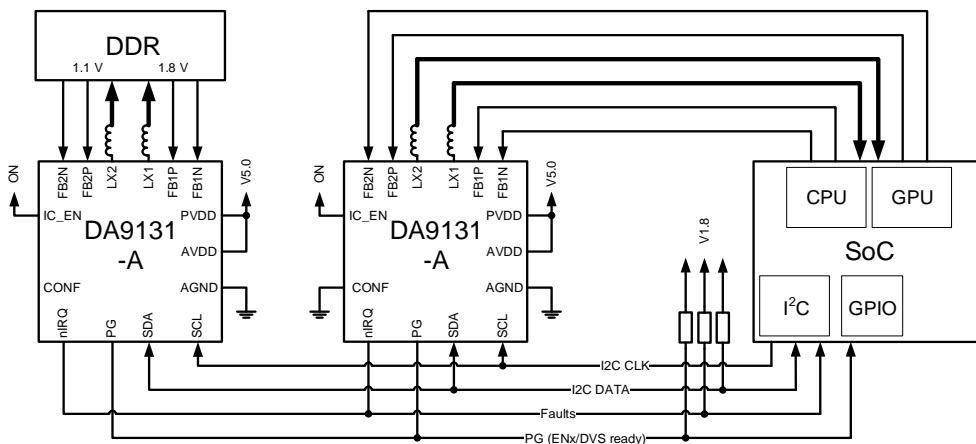 DDR
1.1 V 1.8 V
FB2N FB2P LX2 LX1 FB1P FB1N
ON
V5.0
IC_EN PVDD
DA9131
-A
AVDD
CONF AGND
nIRQ PG SDA SCL
FB2N FB2P LX2 LX1 FB1P FB1N
ON
V5.0
IC_EN PVDD
DA9131
-A
AVDD
CONF AGND
nIRQ PG SDA SCL
V1.8
CPU GPU
SoC
I²C GPIO
I2C CLK
I2C DATA
Faults
PG (ENx/DVS ready)